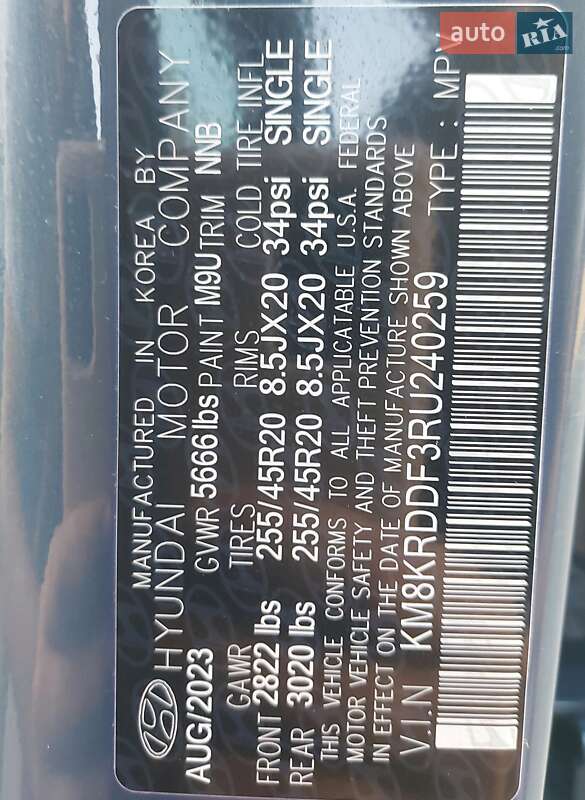 auto RIA.com
MANUFACTURED IN KOREA BY
HYUNDAI MOTOR COMPANY
AUG/2023 GVWR 5666lbs PAINT M9U TRIM NNB
GAWR TIRES RIMS COLD TIRE INFL
FRONT 2822 lbs 255/45R20 8.5JX20 34psi SINGLE
REAR 3020 lbs 255/45R20 8.5JX20 34psi SINGLE
THIS VEHICLE CONFORMS TO ALL APPLICATABLE U.S.A. FEDERAL
MOTOR VEHICLE SAFETY AND THEFT PREVENTION STANDARDS
IN EFFECT ON THE DATE OF MANUFACTURE SHOWN ABOVE
V.I.N KM8KRDDF3RU240259 TYPE : MPV